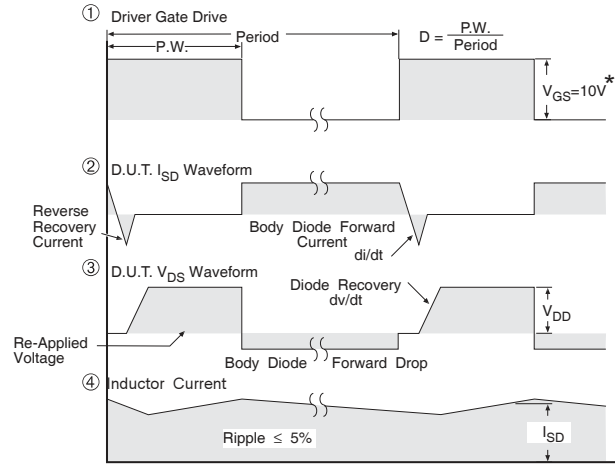 ① Driver Gate Drive
P.W.
Period
D = P.W.
Period
V_GS=10V*
② D.U.T. I_SD Waveform
Reverse
Recovery
Current
Body Diode Forward
Current
di/dt
③ D.U.T. V_DS Waveform
Diode Recovery
dv/dt
V_DD
Re-Applied
Voltage
Body Diode Forward Drop
④ Inductor Current
Ripple ≤ 5%
I_SD